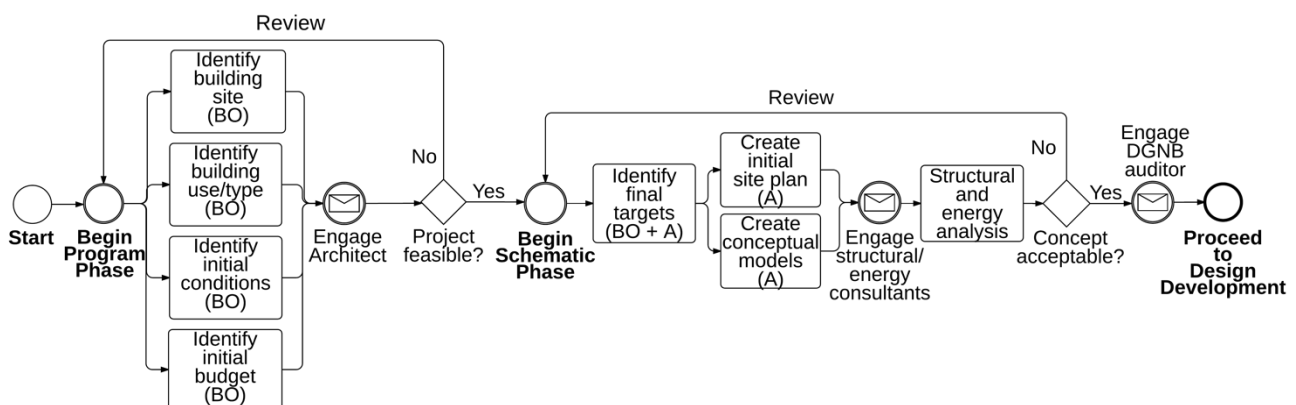 Review
Identify
building
site
(BO)
Identify
building
use/type
(BO)
Identify
initial
conditions
(BO)
Identify
initial
budget
(BO)
Start
Begin
Program
Phase
Engage
Architect
No
Yes
Project
feasible?
Review
Begin
Schematic
Phase
Identify
final
targets
(BO + A)
Create
initial
site plan
(A)
Create
conceptual
models
(A)
Engage
structural/
energy
consultants
Structural
and
energy
analysis
No
Yes
Concept
acceptable?
Engage
DGNB
auditor
Proceed
to
Design
Development